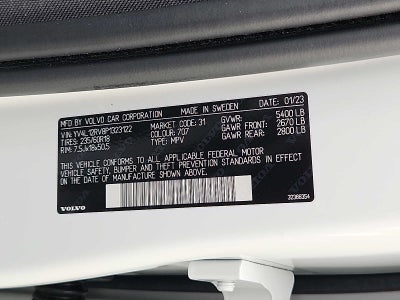 MFD BY VOLVO CAR CORPORATION MADE IN SWEDEN 01/23
VIN: YV4L12RV8P1323122 MARKET CODE: 31 GVWR: 5400 LB
TIRES: 235/60R18 COLOUR: 707 GAWR FRONT: 2670 LB
RIM: 7.5Jx18x50.5 TYPE: MPV GAWR REAR: 2800 LB
THIS VEHICLE CONFORMS TO ALL APPLICABLE FEDERAL MOTOR
VEHICLE SAFETY, BUMPER AND THEFT PREVENTION STANDARDS IN EFFECT
ON THE DATE OF MANUFACTURE SHOWN ABOVE.
VOLVO 32388354